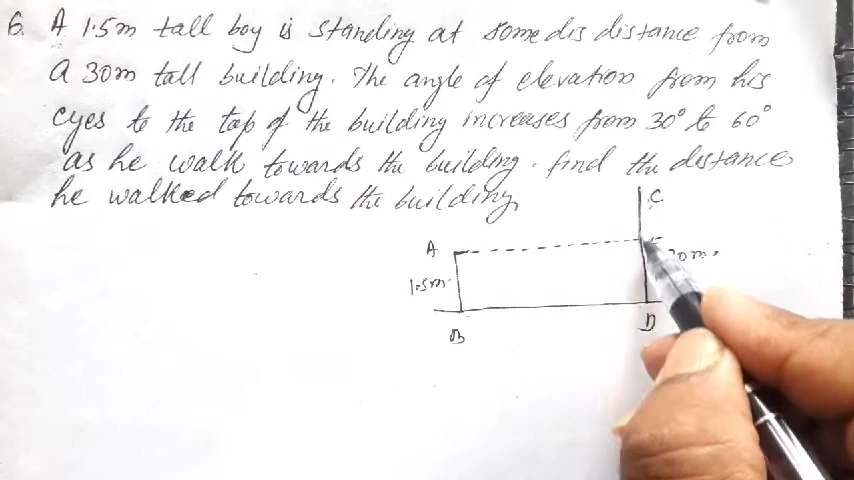 6. A 1.5m tall boy is standing at some dis distance from
a 30m tall building. The angle of elevation from his
eyes to the top of the building increases from 30° to 60°
as he walk towards the building. find the distance
he walked towards the building.
C
A
1.5m
B
D